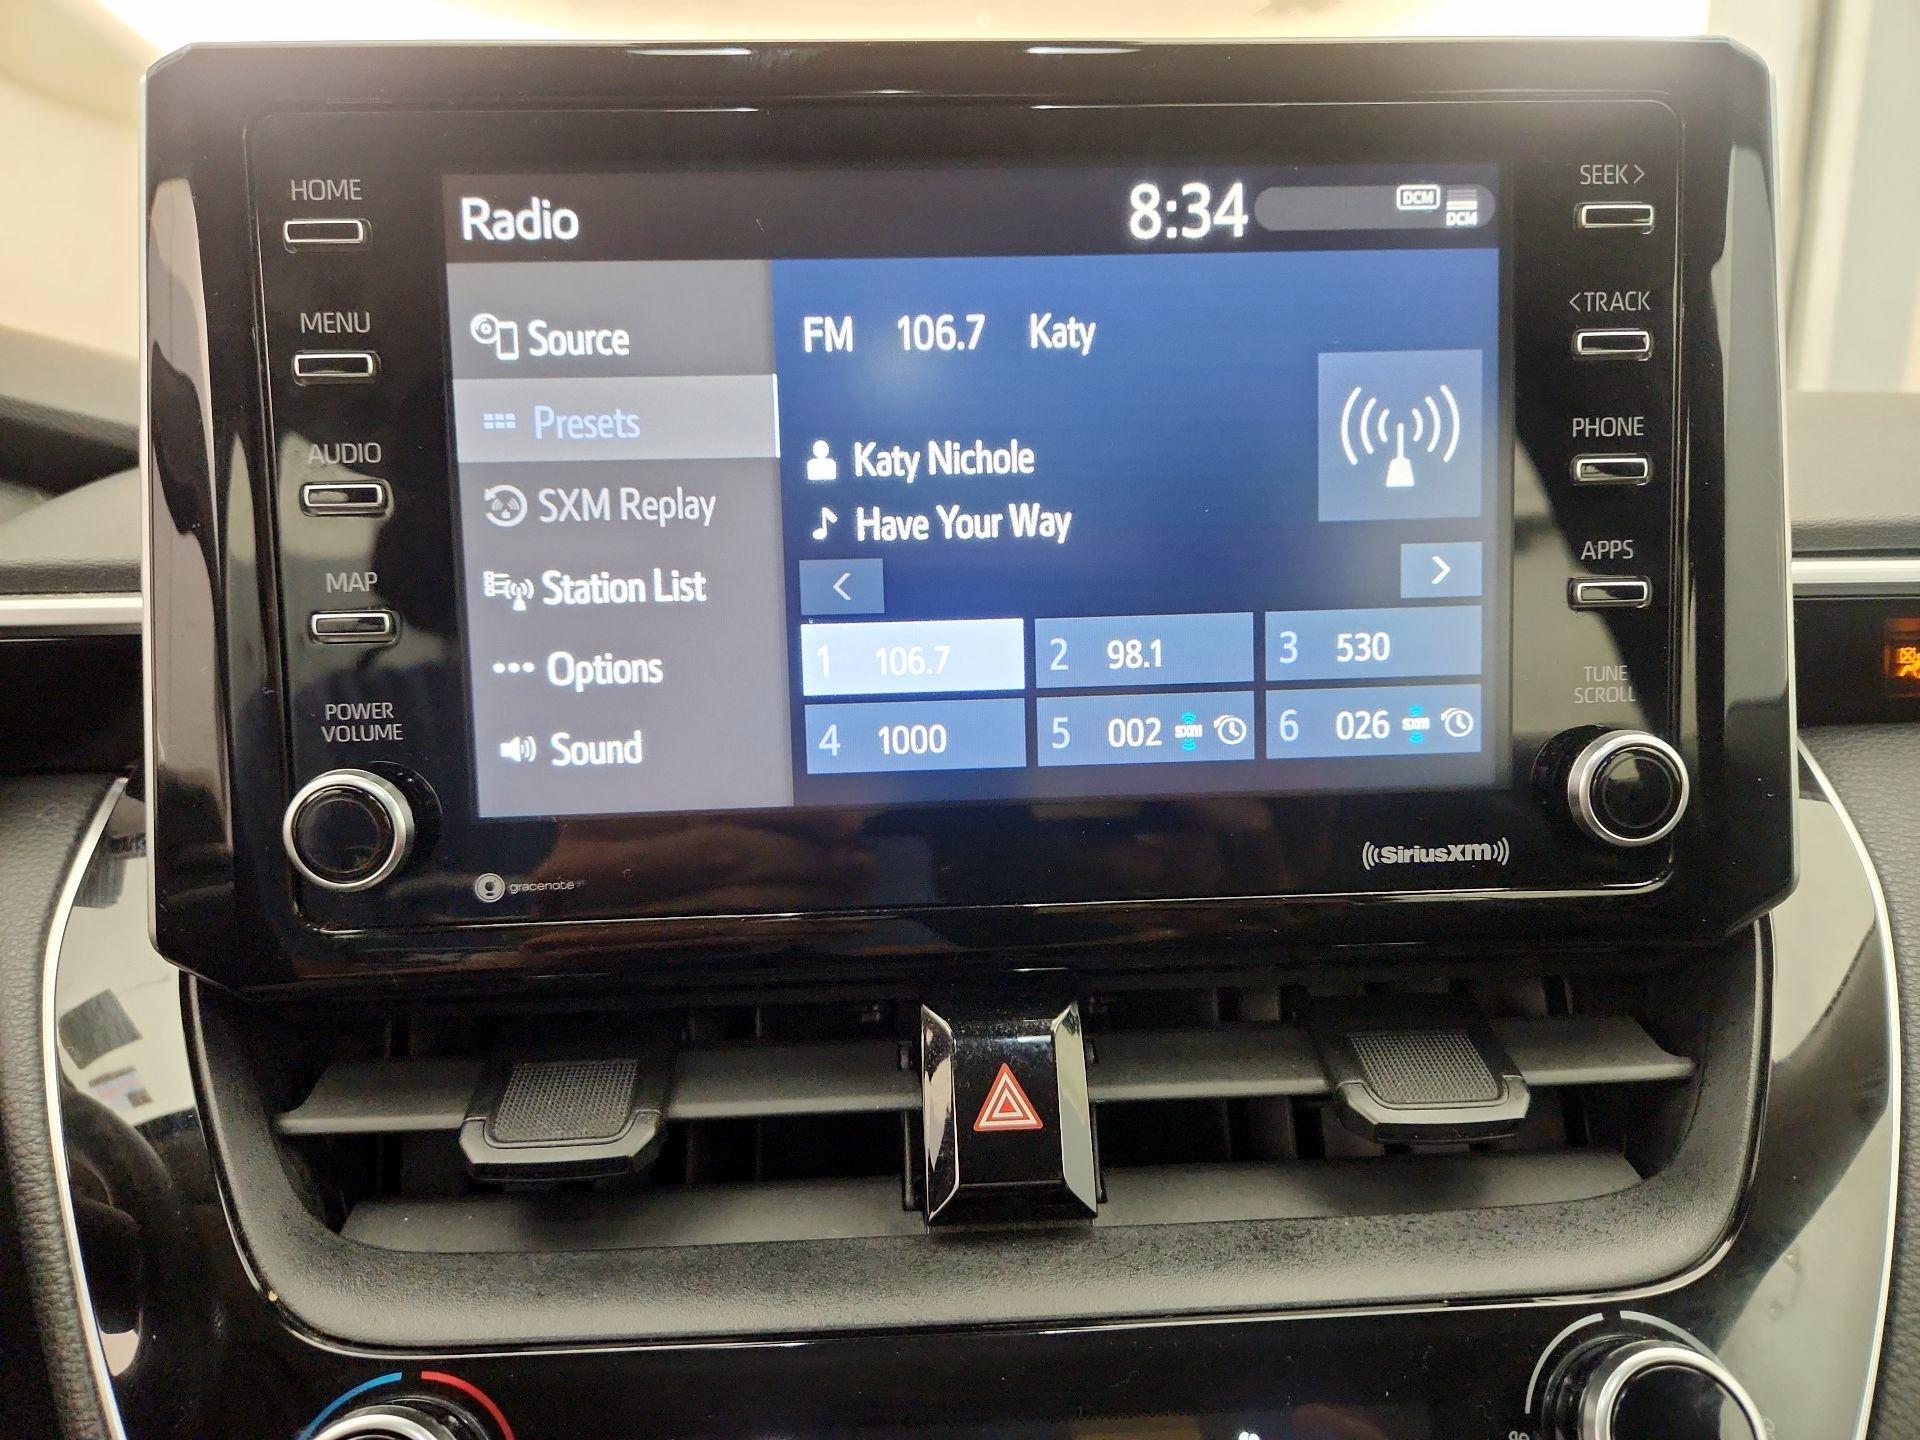 HOME
MENU
AUDIO
MAP
POWER
VOLUME
Radio
8:34
DCM
DCM
Source
Presets
SXM Replay
Station List
Options
Sound
FM 106.7 Katy
Katy Nichole
Have Your Way
<
>
1 106.7
2 98.1
3 530
4 1000
5 002 SXM
6 026 SXM
SEEK>
<TRACK
PHONE
APPS
TUNE
SCROLL
gracenote
((SiriusXM))